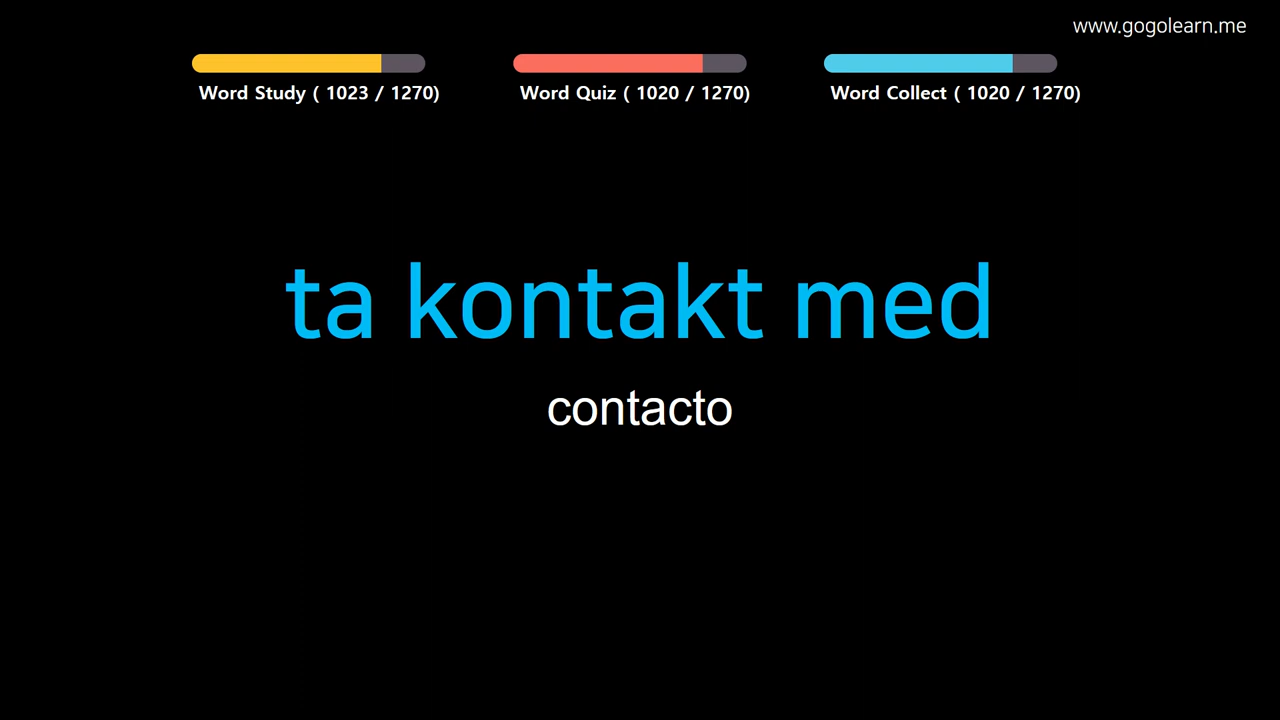 www.gogolearn.me
Word Study ( 1023 / 1270)
Word Quiz ( 1020 / 1270)
Word Collect ( 1020 / 1270)
ta kontakt med
contacto